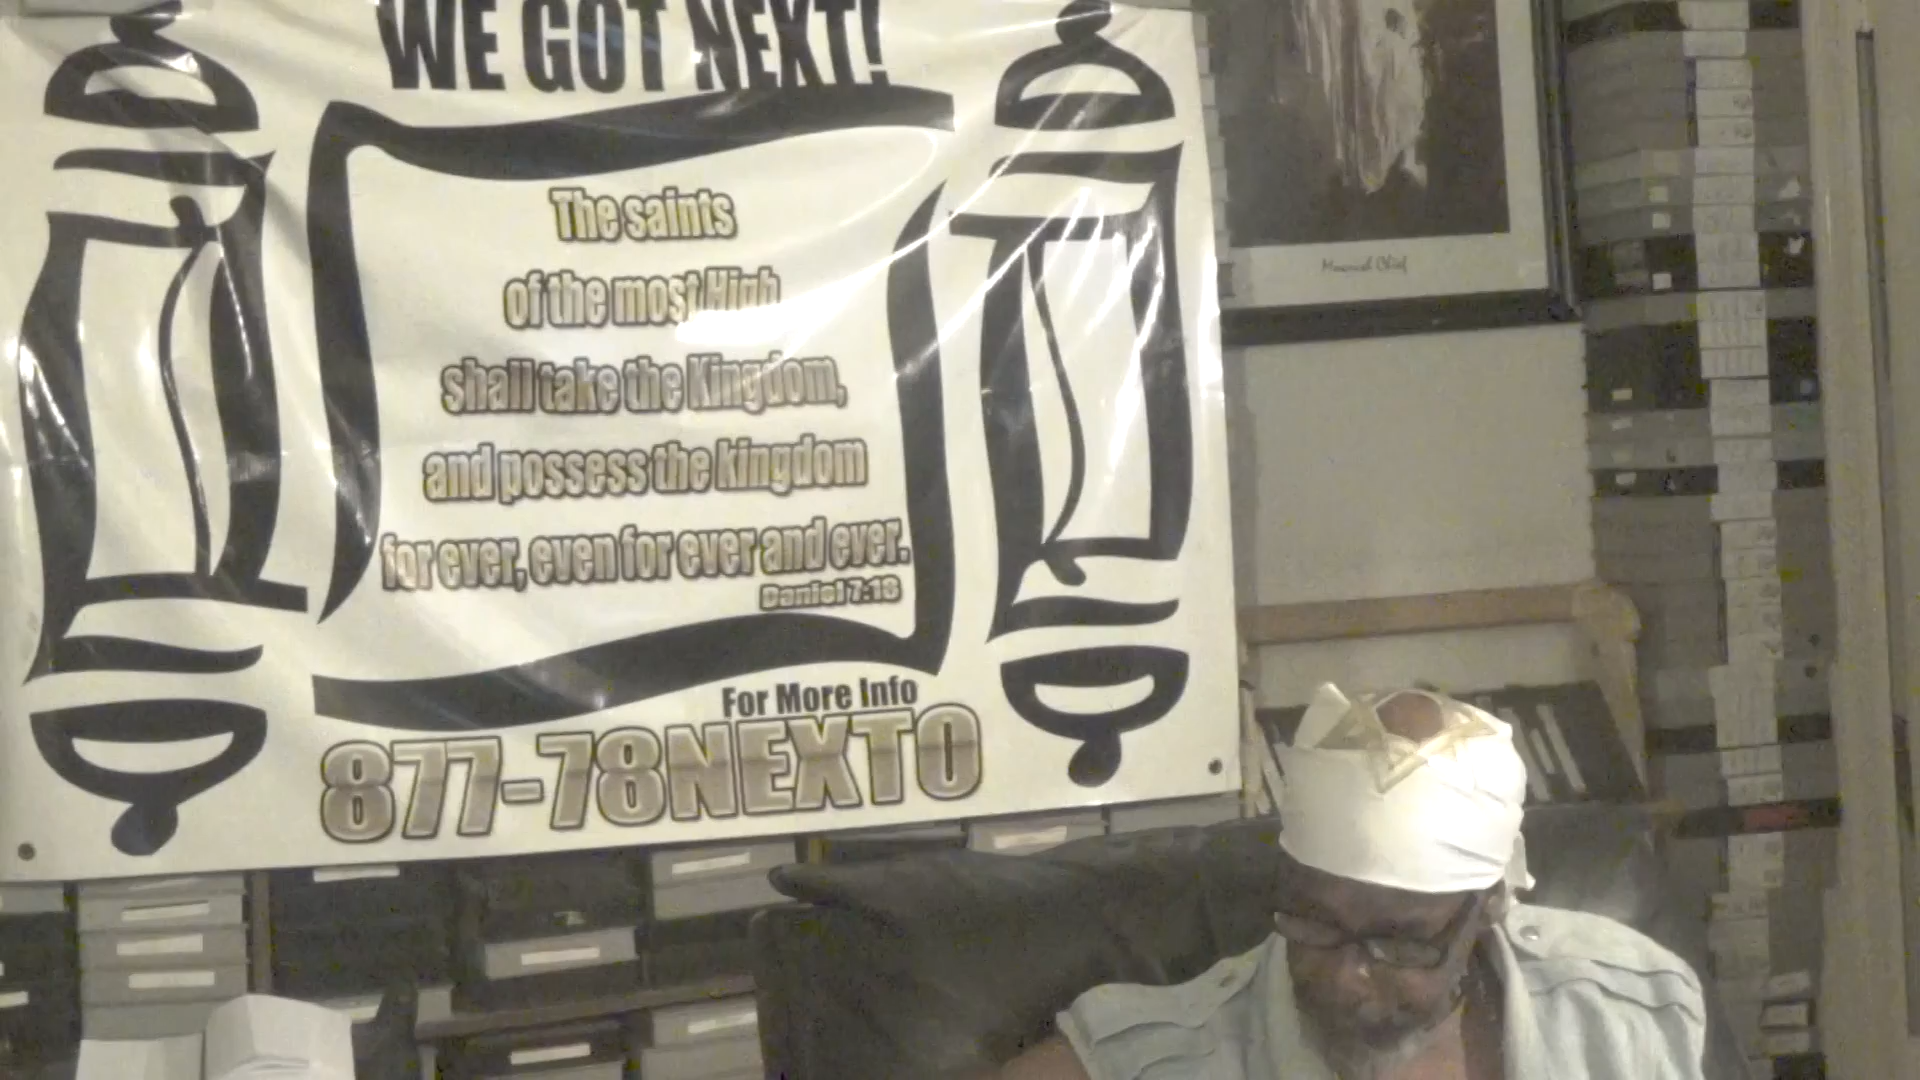 WE GOT NEXT!
The saints
of the most High
shall take the Kingdom,
and possess the kingdom
for ever, even for ever and ever.
Daniel 7:18
For More Info
877-78NEXTO
Chief